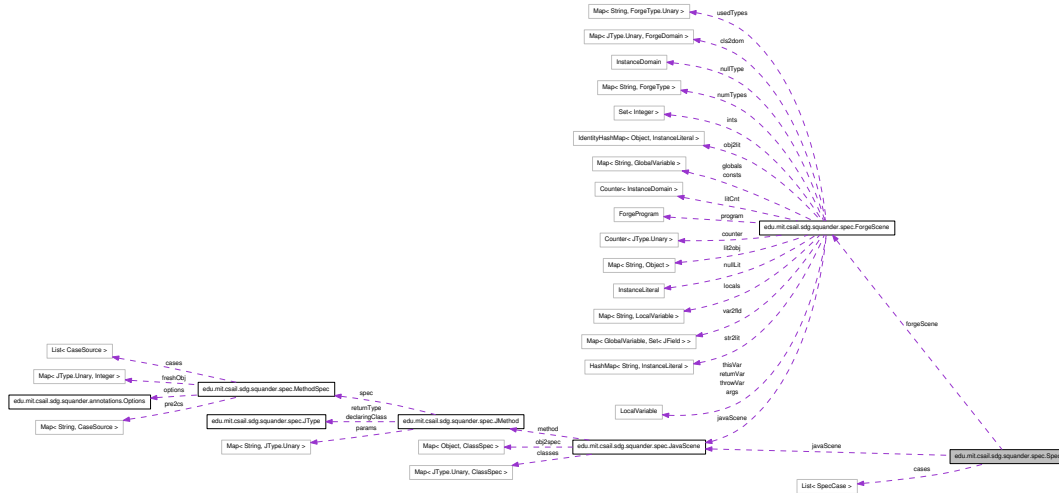 Map< String, ForgeType.Unary >
usedTypes
Map< JType.Unary, ForgeDomain >
cls2dom
InstanceDomain
nullType
Map< String, ForgeType >
numTypes
Set< Integer >
ints
IdentityHashMap< Object, InstanceLiteral >
obj2lit
Map< String, GlobalVariable >
globals
consts
Counter< InstanceDomain >
litCnt
ForgeProgram
program
edu.mit.csail.sdg.squander.spec.ForgeScene
Counter< JType.Unary >
counter
Map< String, Object >
lit2obj
InstanceLiteral
nullLit
Map< String, LocalVariable >
locals
Map< GlobalVariable, Set< JField > >
var2fld
HashMap< String, InstanceLiteral >
str2lit
forgeScene
LocalVariable
thisVar
returnVar
throwVar
args
javaScene
List< CaseSource >
cases
Map< JType.Unary, Integer >
freshObj
edu.mit.csail.sdg.squander.spec.MethodSpec
edu.mit.csail.sdg.squander.annotations.Options
options
Map< String, CaseSource >
pre2cs
spec
edu.mit.csail.sdg.squander.spec.JType
returnType
declaringClass
edu.mit.csail.sdg.squander.spec.JMethod
Map< String, JType.Unary >
params
method
Map< Object, ClassSpec >
obj2spec
edu.mit.csail.sdg.squander.spec.JavaScene
Map< JType.Unary, ClassSpec >
classes
javaScene
edu.mit.csail.sdg.squander.spec.Spec
List< SpecCase >
cases